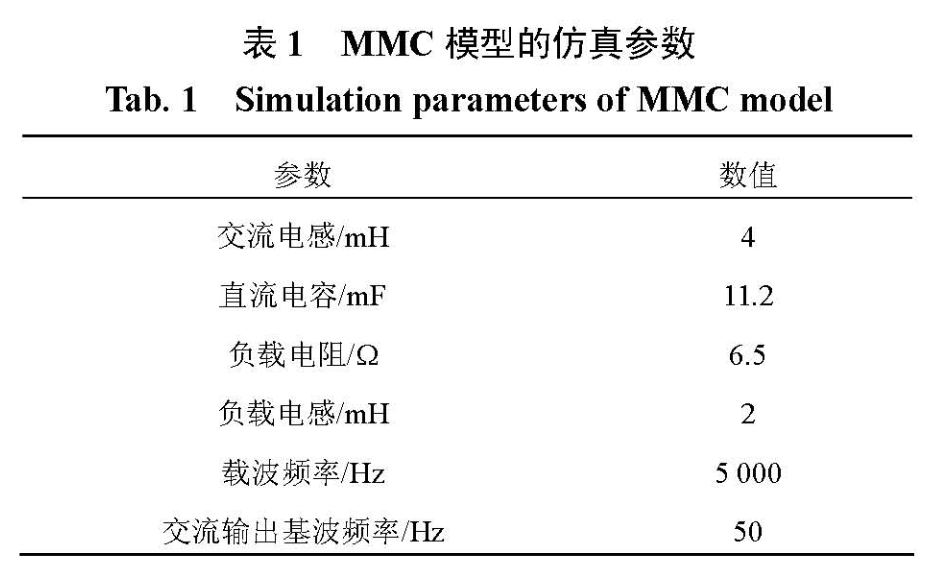 表 1 MMC 模型的仿真参数
Tab. 1 Simulation parameters of MMC model
参数 数值
交流电感/mH 4
直流电容/mF 11.2
负载电阻/Ω 6.5
负载电感/mH 2
载波频率/Hz 5 000
交流输出基波频率/Hz 50